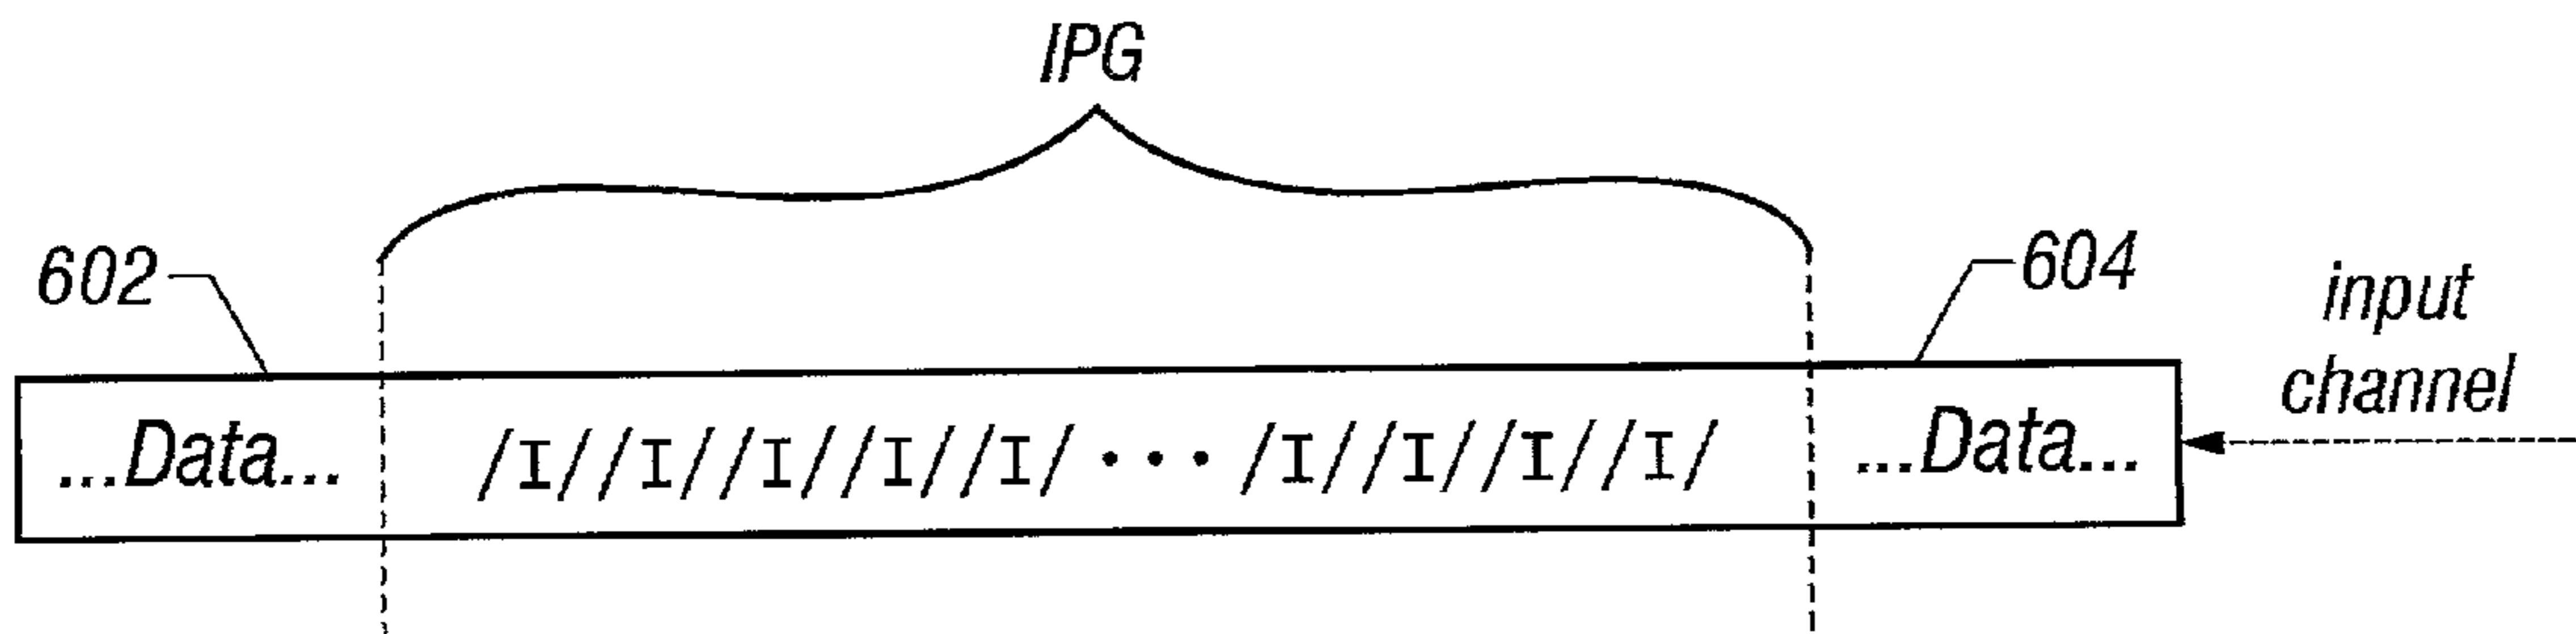 IPG
602
604
input
channel
...Data... /I//I//I//I//I/ • • • /I//I//I//I/ ...Data...